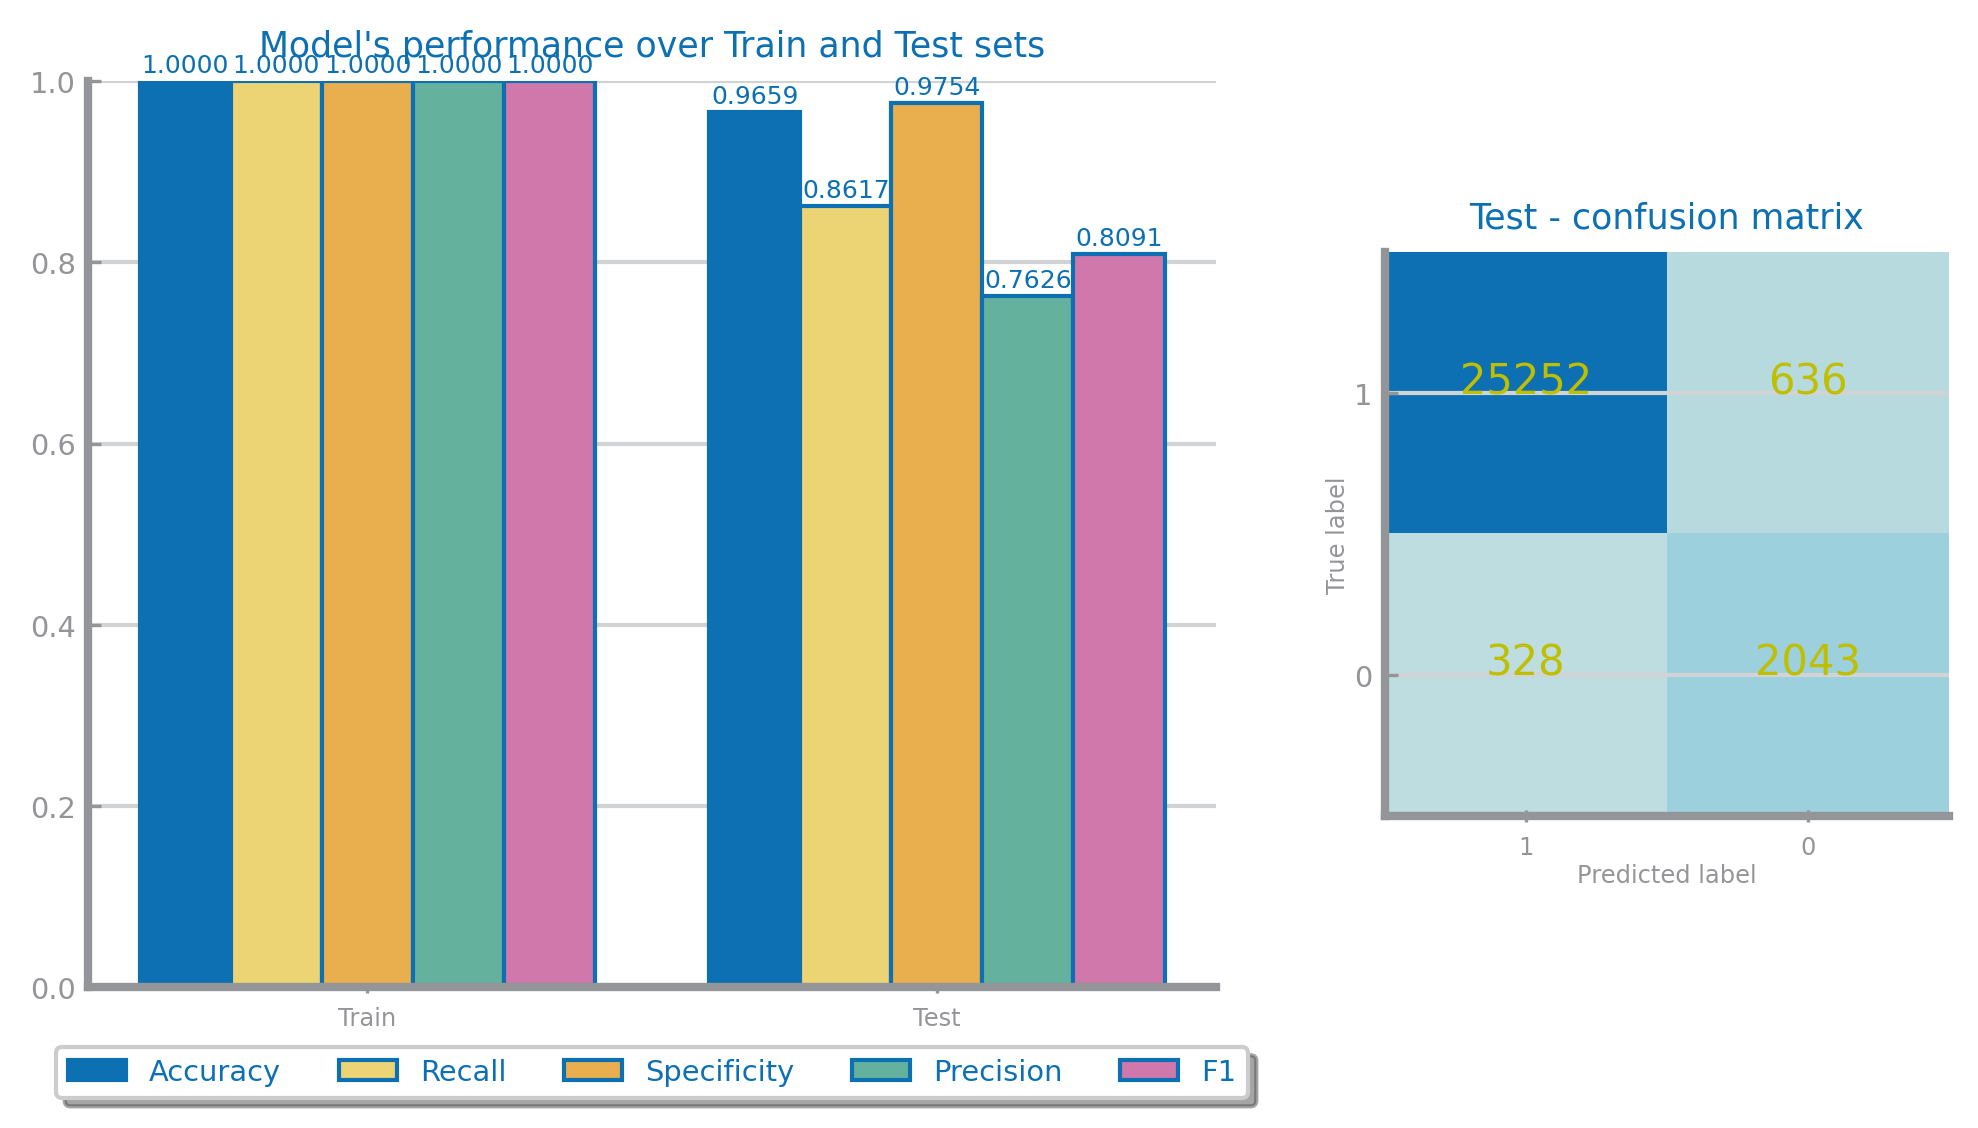 Model's performance over Train and Test sets
1.0000 1.0000 1.0000 1.0000 1.0000
0.9659
0.8617
0.9754
0.7626
0.8091
1.0
0.8
0.6
0.4
0.2
0.0
Train
Test
Accuracy
Recall
Specificity
Precision
F1
Test - confusion matrix
25252
636
328
2043
1
0
True label
1
0
Predicted label